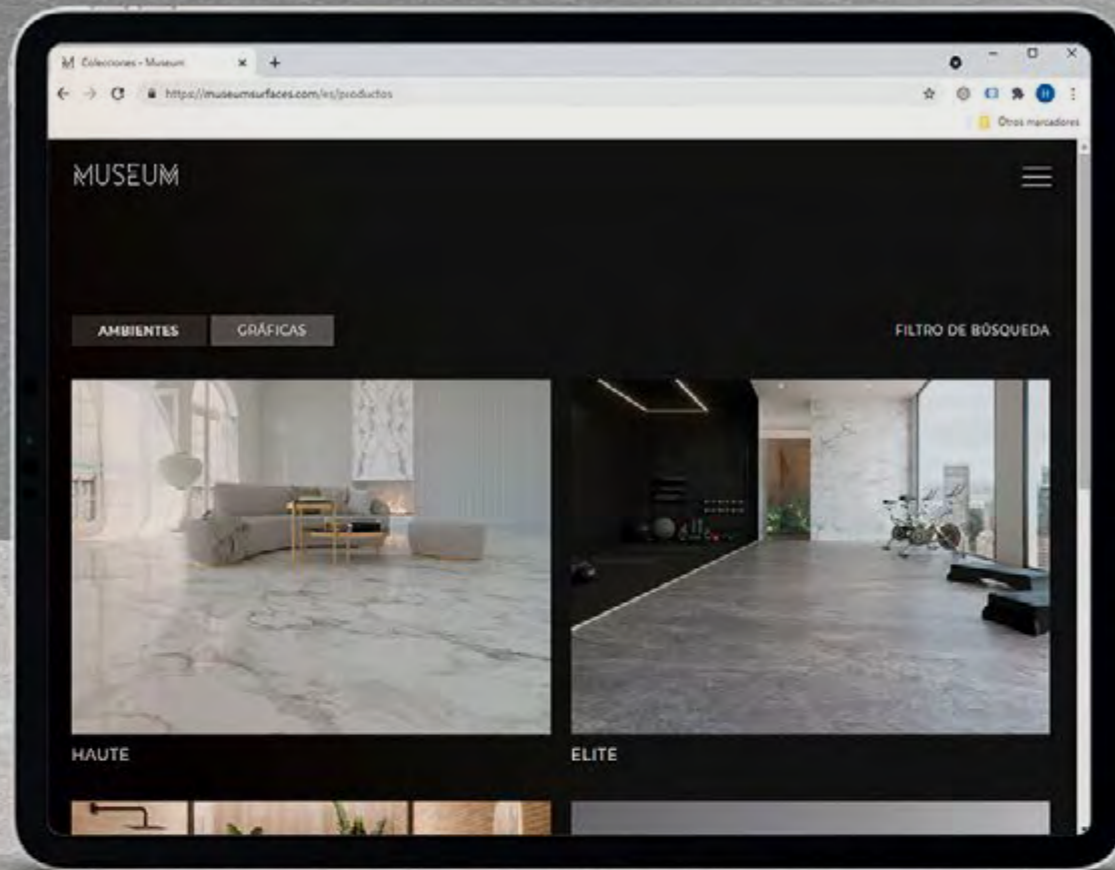 Colecciones - Museum
https://museumsurfaces.com/es/productos
Otros marcadores
MUSEUM
AMBIENTES
GRÁFICAS
FILTRO DE BÚSQUEDA
HAUTE
ELITE